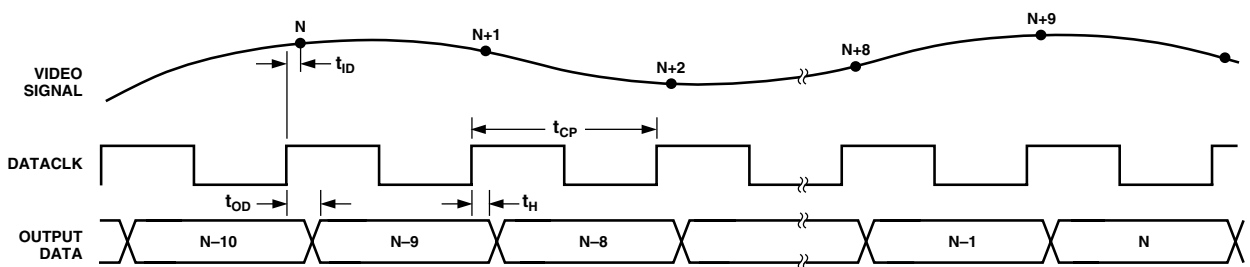 N
N+1
N+2
N+8
N+9
VIDEO
SIGNAL
tID
tCP
DATACLK
tOD
tH
OUTPUT
DATA
N–10
N–9
N–8
N–1
N